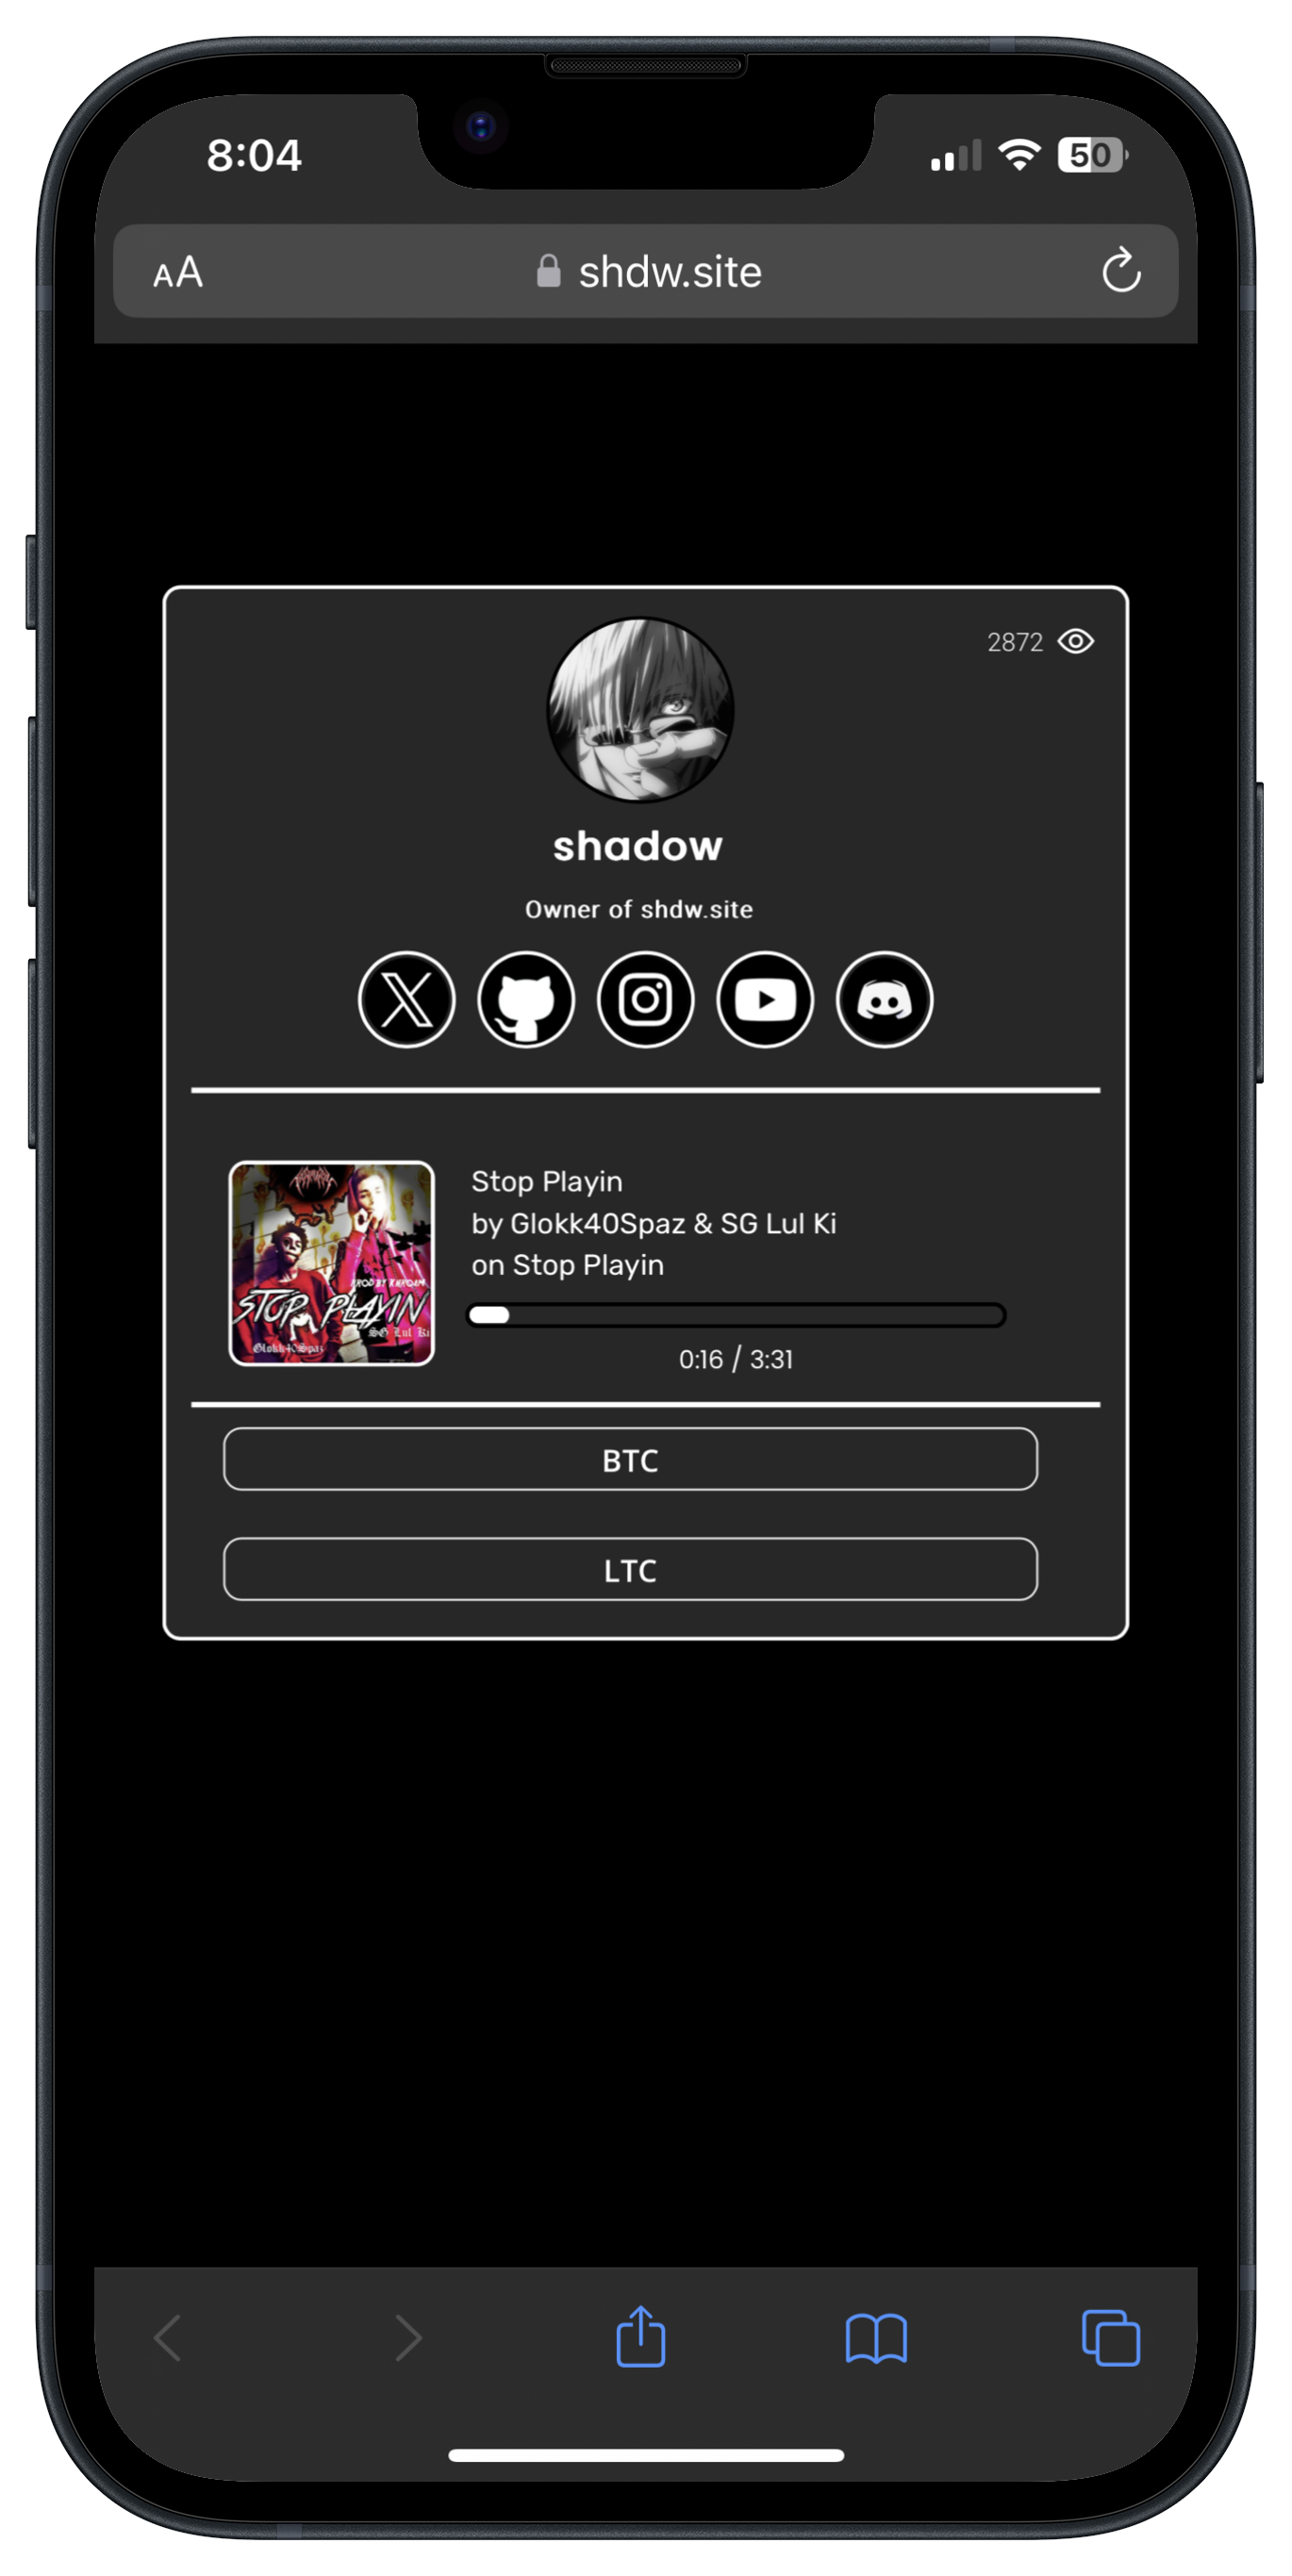 8:04
50
AA
shdw.site
2872
shadow
Owner of shdw.site
Stop Playin
by Glokk40Spaz & SG Lul Ki
on Stop Playin
PROD BY KHROAM
STOP PLAYIN
SG Lul Ki
Glokk40Spaz
0:16 / 3:31
BTC
LTC